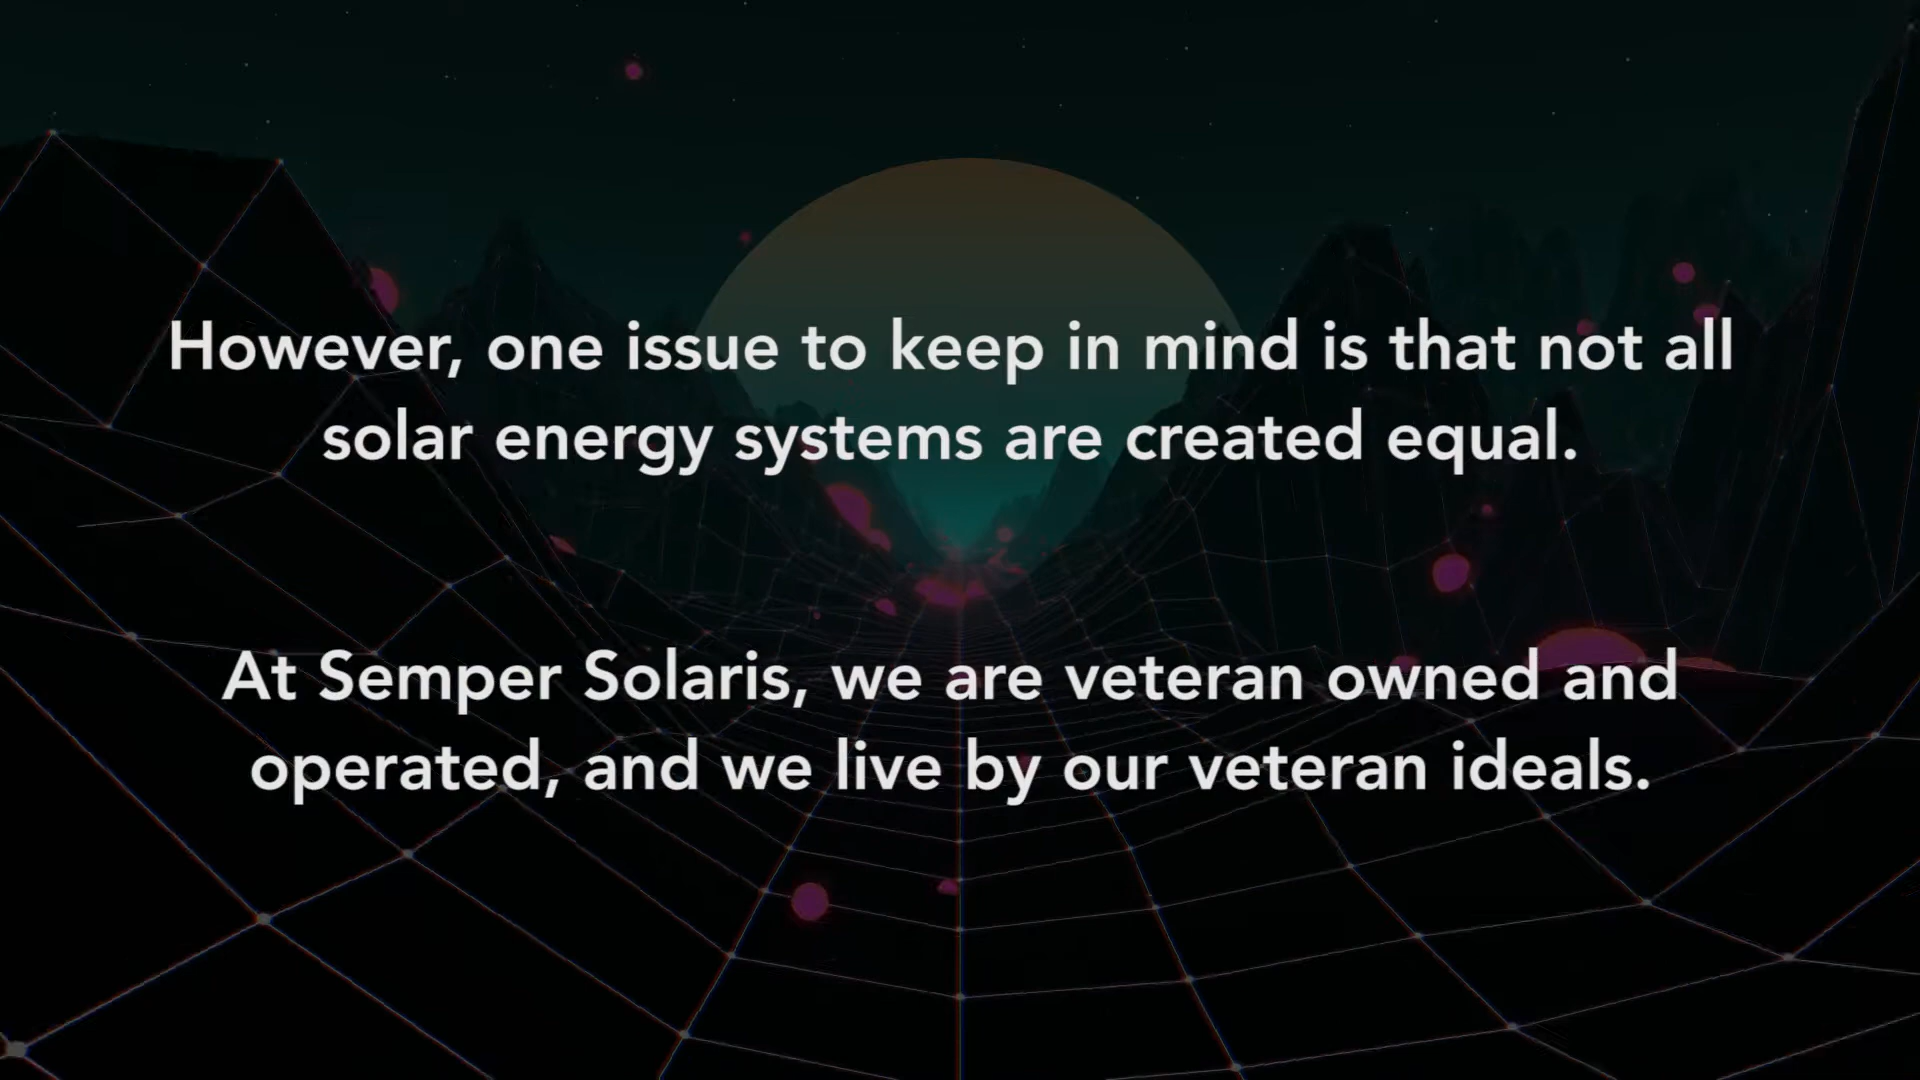 However, one issue to keep in mind is that not all
solar energy systems are created equal.
At Semper Solaris, we are veteran owned and
operated, and we live by our veteran ideals.